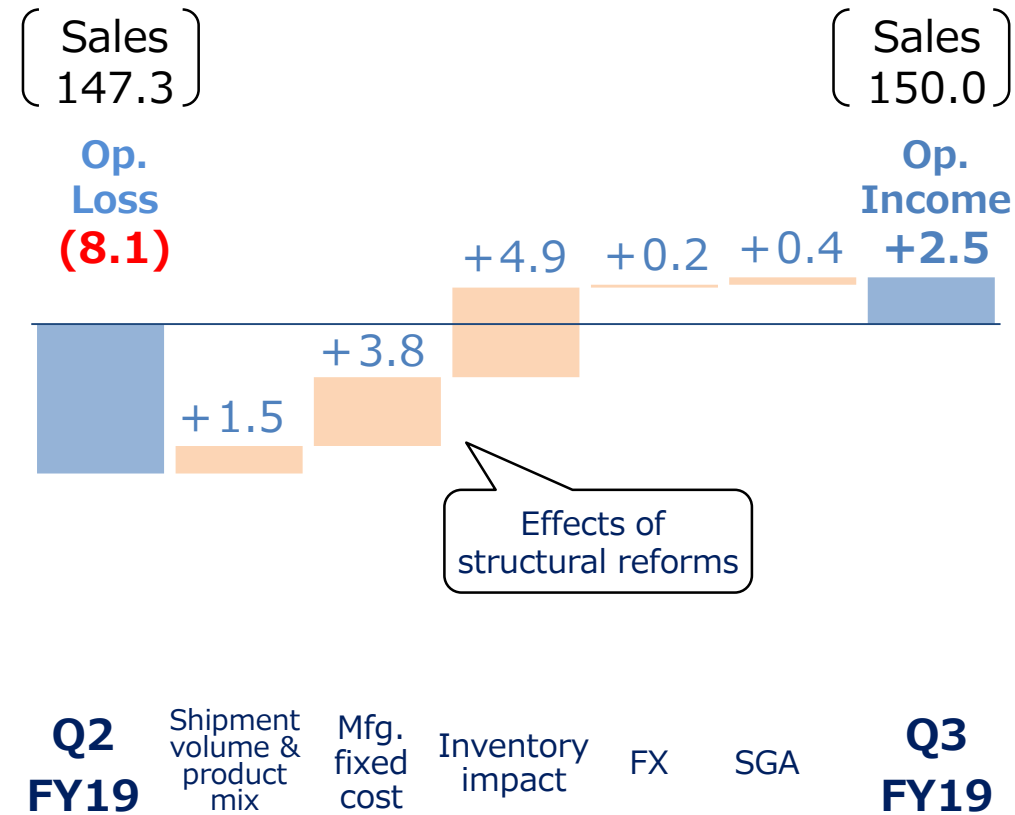 Sales
147.3
Sales
150.0
Op.
Loss
(8.1)
Op.
Income
+2.5
+1.5
+3.8
+4.9
+0.2
+0.4
Effects of
structural reforms
Q2
FY19
Shipment
volume &
product
mix
Mfg.
fixed
cost
Inventory
impact
FX
SGA
Q3
FY19